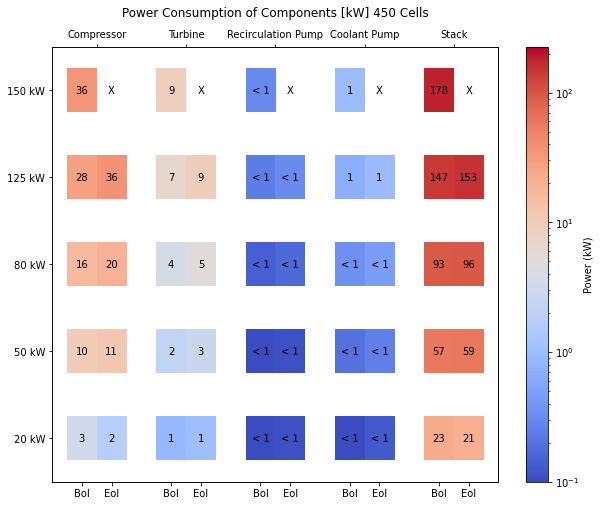 Power Consumption of Components [kW] 450 Cells
Compressor Turbine Recirculation Pump Coolant Pump Stack
150 kW 36 X 9 X < 1 X 1 X 178 X
125 kW 28 36 7 9 < 1 < 1 1 1 147 153
80 kW 16 20 4 5 < 1 < 1 < 1 < 1 93 96
50 kW 10 11 2 3 < 1 < 1 < 1 < 1 57 59
20 kW 3 2 1 1 < 1 < 1 < 1 < 1 23 21
BoI EoI BoI EoI BoI EoI BoI EoI BoI EoI
10²
10¹
10⁰
10⁻¹
Power (kW)